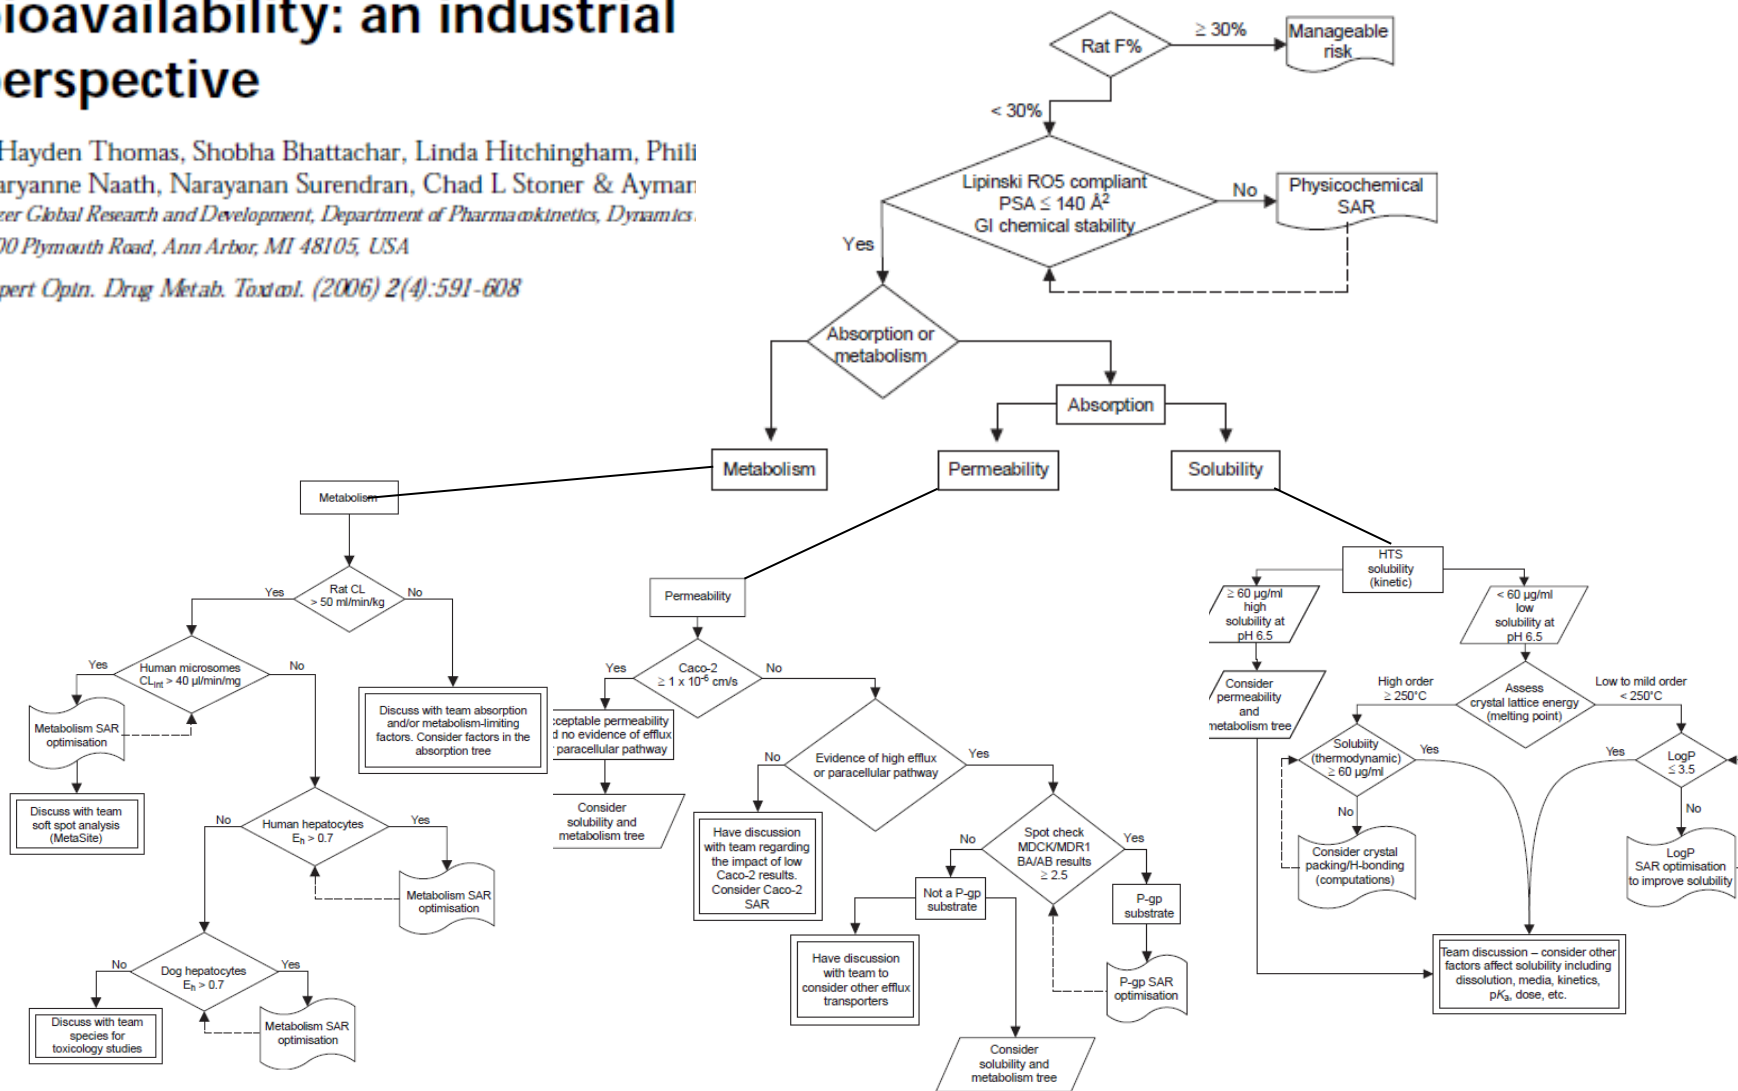 ioavailability: an industrial
erspective
Hayden Thomas, Shobha Bhattachar, Linda Hitchingham, Phili
aryanne Naath, Narayanan Surendran, Chad L Stoner & Ayman
zer Global Research and Development, Department of Pharmacokinetics, Dynamics
00 Plymouth Road, Ann Arbor, MI 48105, USA
pert Opin. Drug Metab. Toxicol. (2006) 2(4):591-608
Rat F%
≥ 30%
Manageable
risk
< 30%
Lipinski RO5 compliant
PSA ≤ 140 Å²
GI chemical stability
No
Physicochemical
SAR
Yes
Absorption or
metabolism
Absorption
Metabolism
Permeability
Solubility
Metabolism
Rat CL
> 50 ml/min/kg
Yes
No
Human microsomes
CLint > 40 µl/min/mg
Yes
No
Metabolism SAR
optimisation
Discuss with team
soft spot analysis
(MetaSite)
Discuss with team absorption
and/or metabolism-limiting
factors. Consider factors in the
absorption tree
Human hepatocytes
Eh > 0.7
No
Yes
Metabolism SAR
optimisation
Dog hepatocytes
Eh > 0.7
No
Yes
Discuss with team
species for
toxicology studies
Metabolism SAR
optimisation
Permeability
Caco-2
≥ 1 x 10⁻⁶ cm/s
Yes
No
cceptable permeability
d no evidence of efflux
paracellular pathway
Consider
solubility and
metabolism tree
Evidence of high efflux
or paracellular pathway
No
Yes
Have discussion
with team regarding
the impact of low
Caco-2 results.
Consider Caco-2
SAR
Spot check
MDCK/MDR1
BA/AB results
≥ 2.5
No
Yes
Not a P-gp
substrate
P-gp
substrate
Have discussion
with team to
consider other efflux
transporters
P-gp SAR
optimisation
Consider
solubility and
metabolism tree
HTS
solubility
(kinetic)
≥ 60 µg/ml
high
solubility at
pH 6.5
< 60 µg/ml
low
solubility at
pH 6.5
Consider
permeability
and
metabolism tree
Assess
crystal lattice energy
(melting point)
High order
≥ 250°C
Low to mild order
< 250°C
Solubiity
(thermodynamic)
≥ 60 µg/ml
Yes
No
LogP
≤ 3.5
Yes
No
Consider crystal
packing/H-bonding
(computations)
LogP
SAR optimisation
to improve solubility
Team discussion – consider other
factors affect solubility including
dissolution, media, kinetics,
pKa, dose, etc.